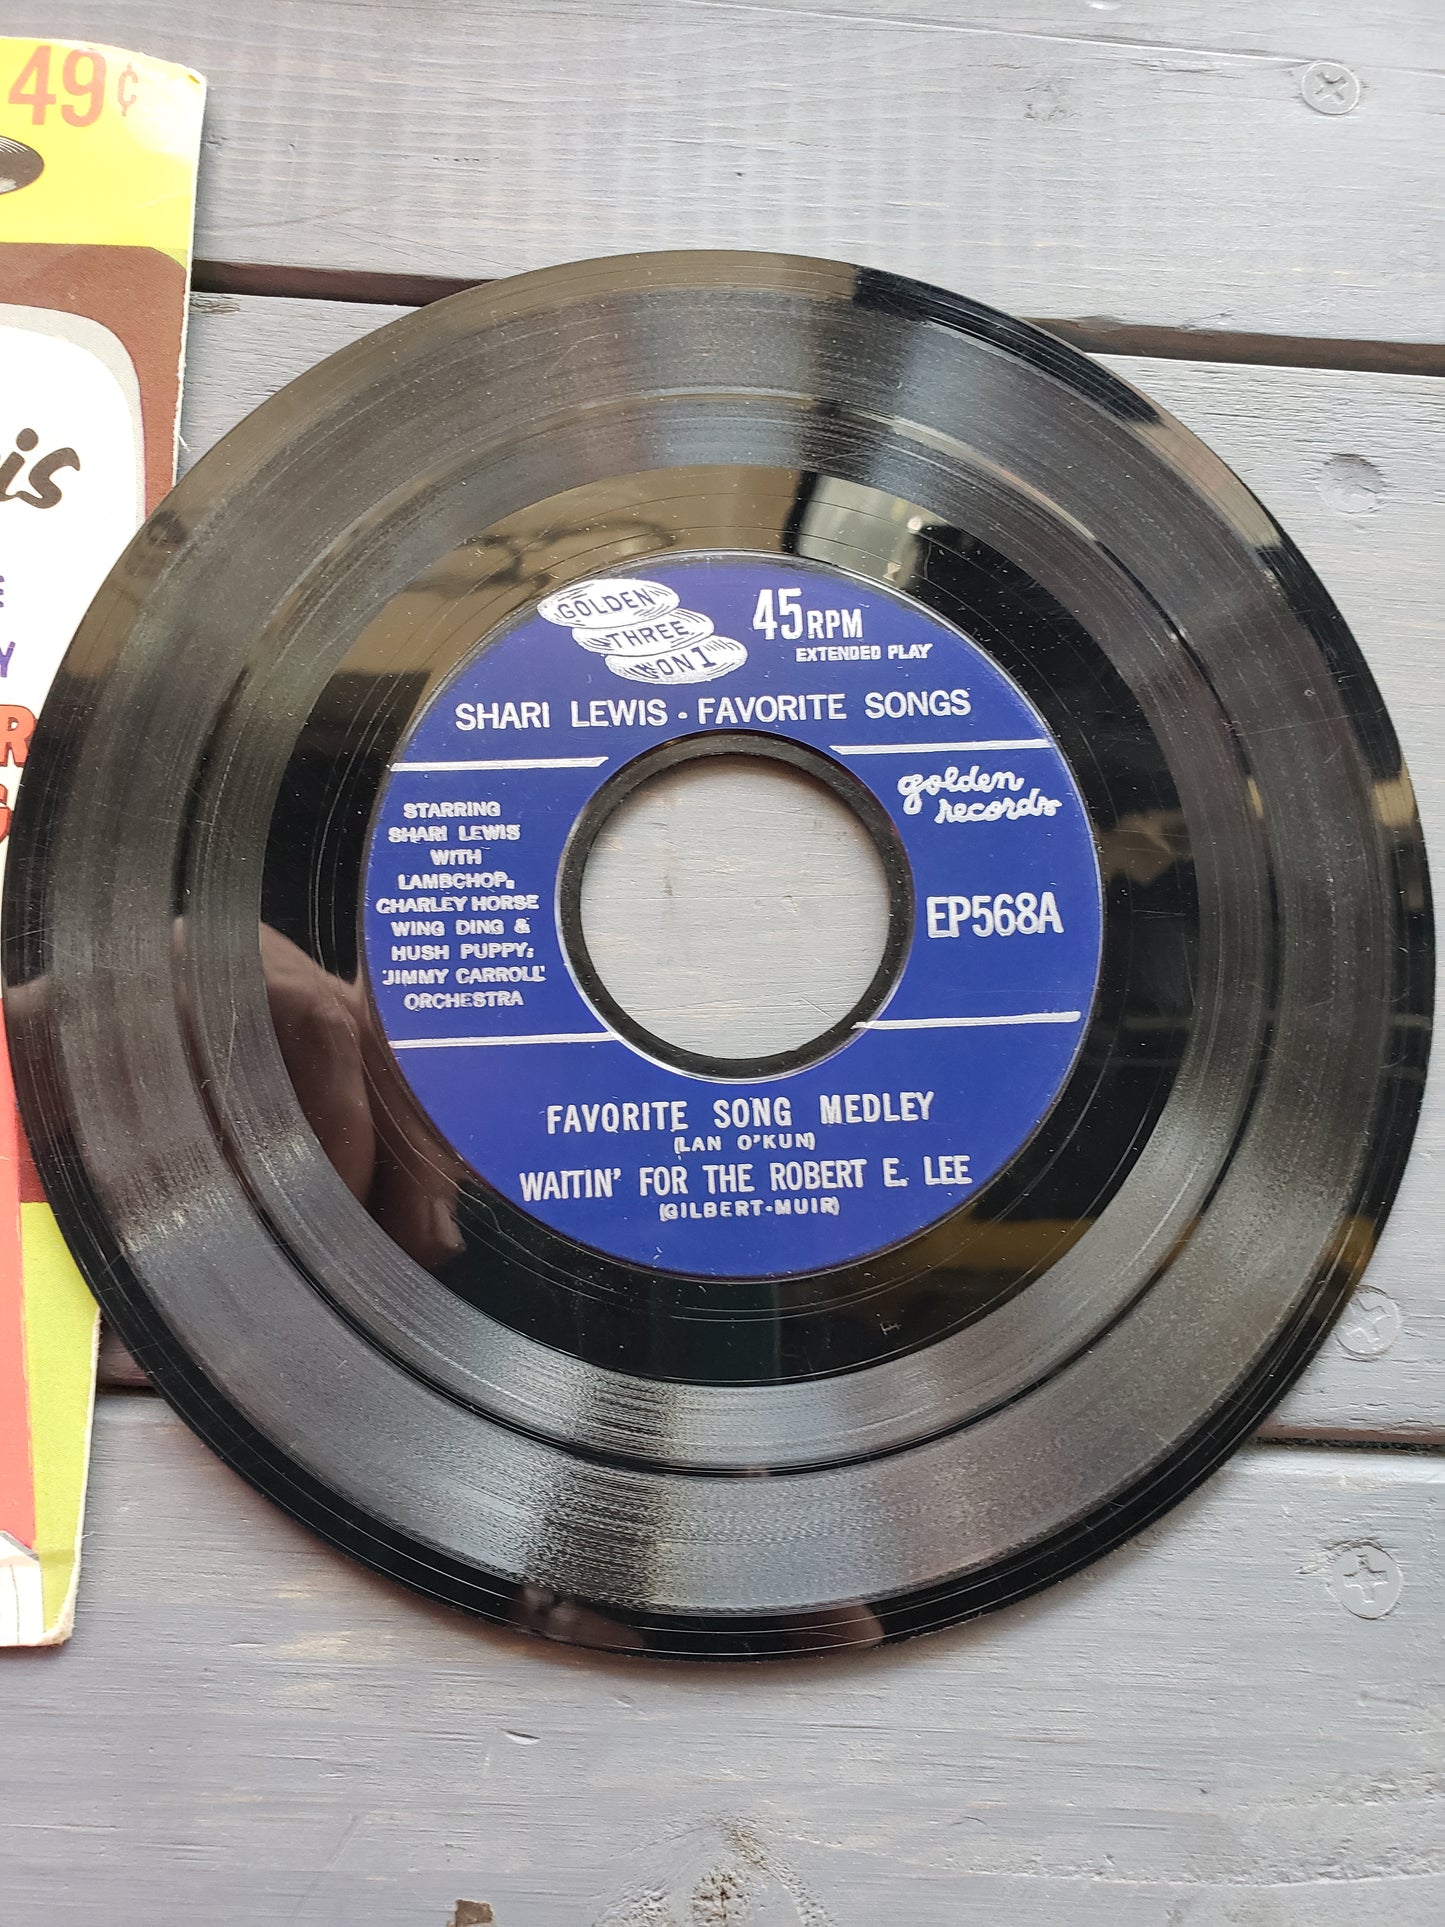 49¢
is
Y
R
GOLDEN
THREE
ON 1
45 RPM
EXTENDED PLAY
SHARI LEWIS - FAVORITE SONGS
STARRING
SHARI LEWIS
WITH
LAMBCHOP,
CHARLEY HORSE
WING DING &
HUSH PUPPY;
JIMMY CARROLL
ORCHESTRA
golden
records
EP568A
FAVORITE SONG MEDLEY
(LAN O'KUN)
WAITIN' FOR THE ROBERT E. LEE
(GILBERT-MUIR)